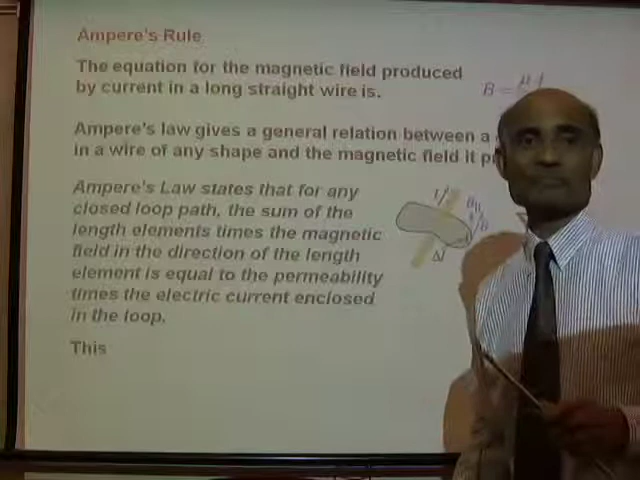 Ampere's Rule
The equation for the magnetic field produced
by current in a long straight wire is.
B =
Ampere's law gives a general relation between a
in a wire of any shape and the magnetic field it
Ampere's Law states that for any
closed loop path, the sum of the
length elements times the magnetic
field in the direction of the length
element is equal to the permeability
times the electric current enclosed
in the loop.
This
Δl